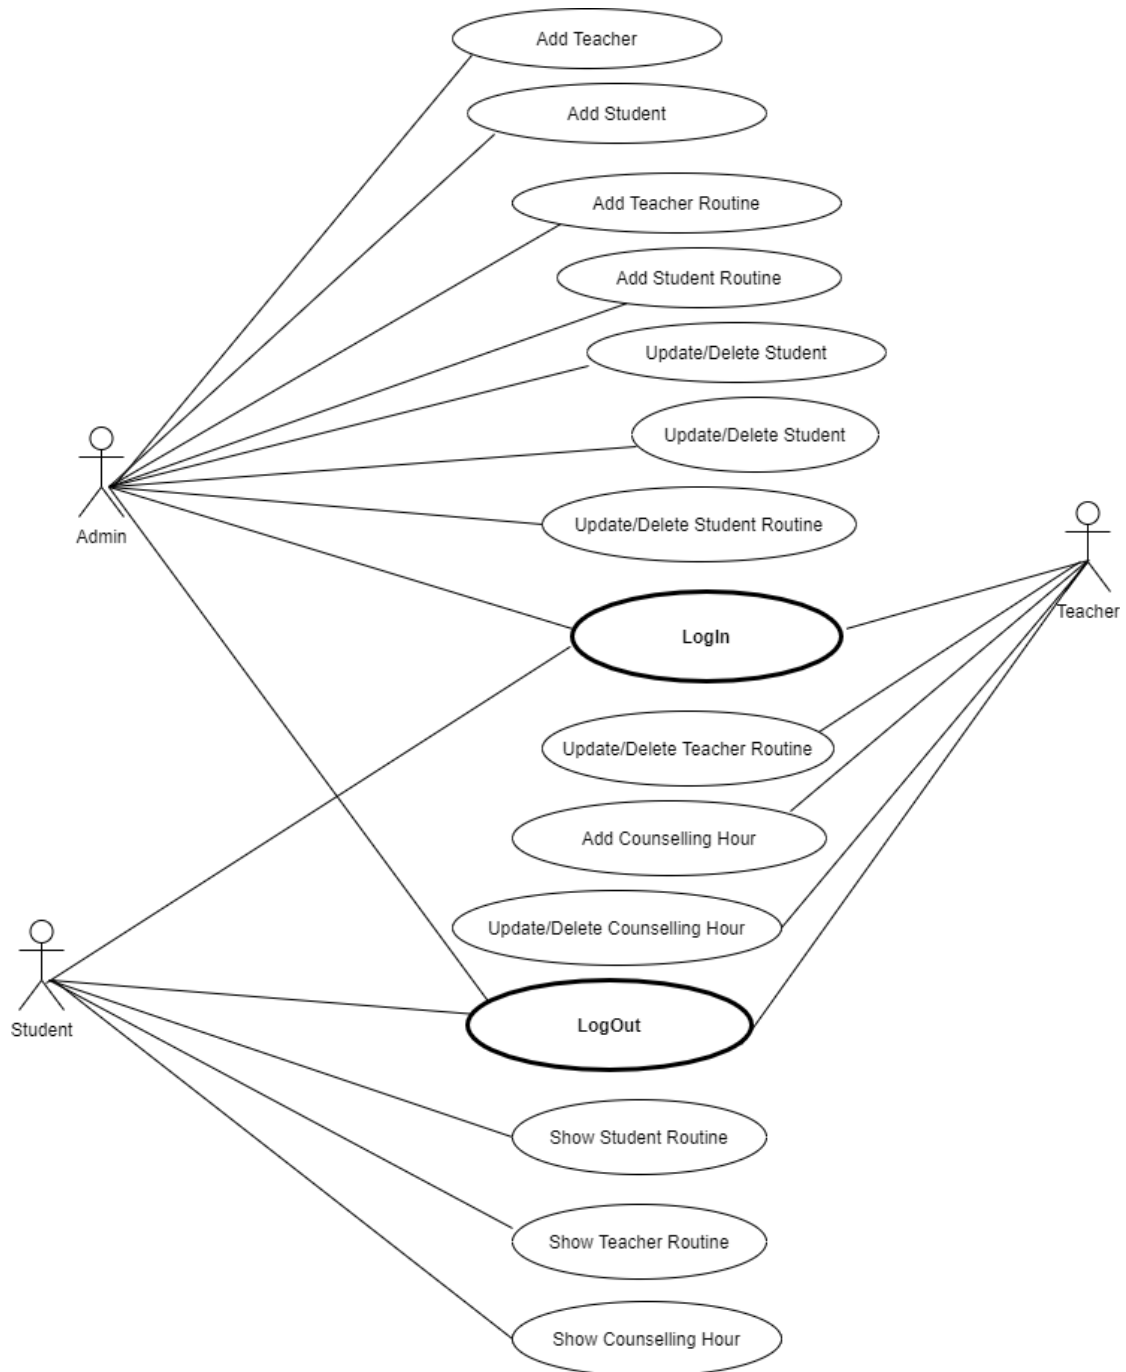 Add Teacher
Add Student
Add Teacher Routine
Add Student Routine
Update/Delete Student
Update/Delete Student
Admin
Update/Delete Student Routine
Teacher
LogIn
Update/Delete Teacher Routine
Add Counselling Hour
Update/Delete Counselling Hour
Student
LogOut
Show Student Routine
Show Teacher Routine
Show Counselling Hour